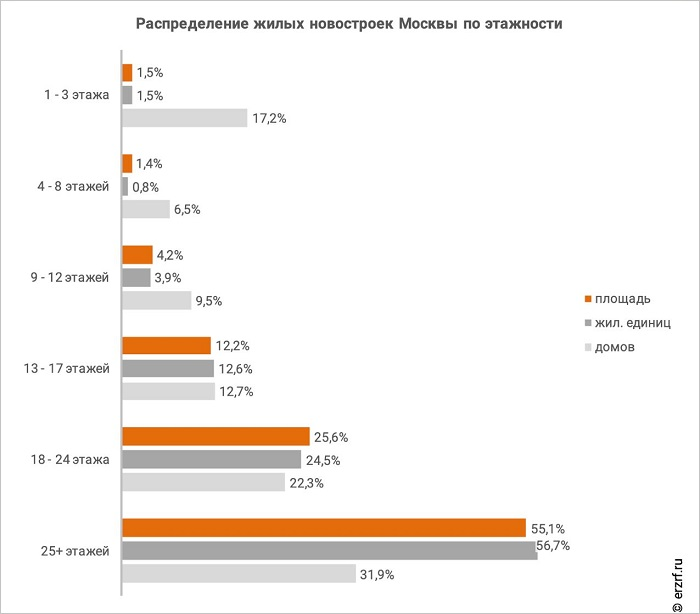 Распределение жилых новостроек Москвы по этажности
1 - 3 этажа
1,5%
1,5%
17,2%
4 - 8 этажей
1,4%
0,8%
6,5%
9 - 12 этажей
4,2%
3,9%
9,5%
13 - 17 этажей
12,2%
12,6%
12,7%
18 - 24 этажа
25,6%
24,5%
22,3%
25+ этажей
55,1%
56,7%
31,9%
площадь
жил. единиц
домов
© erzrf.ru